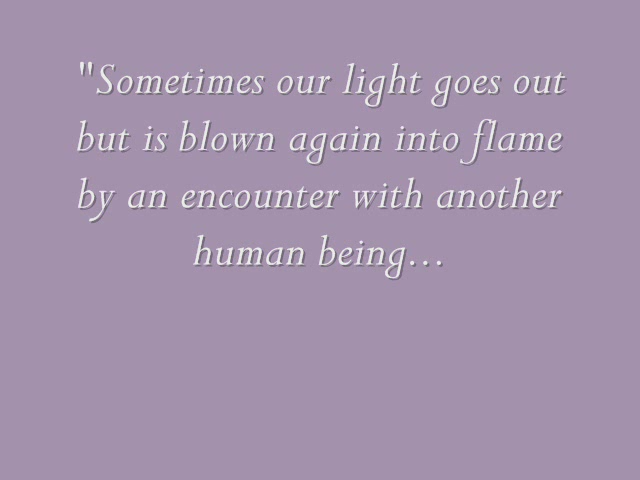 "Sometimes our light goes out
but is blown again into flame
by an encounter with another
human being…